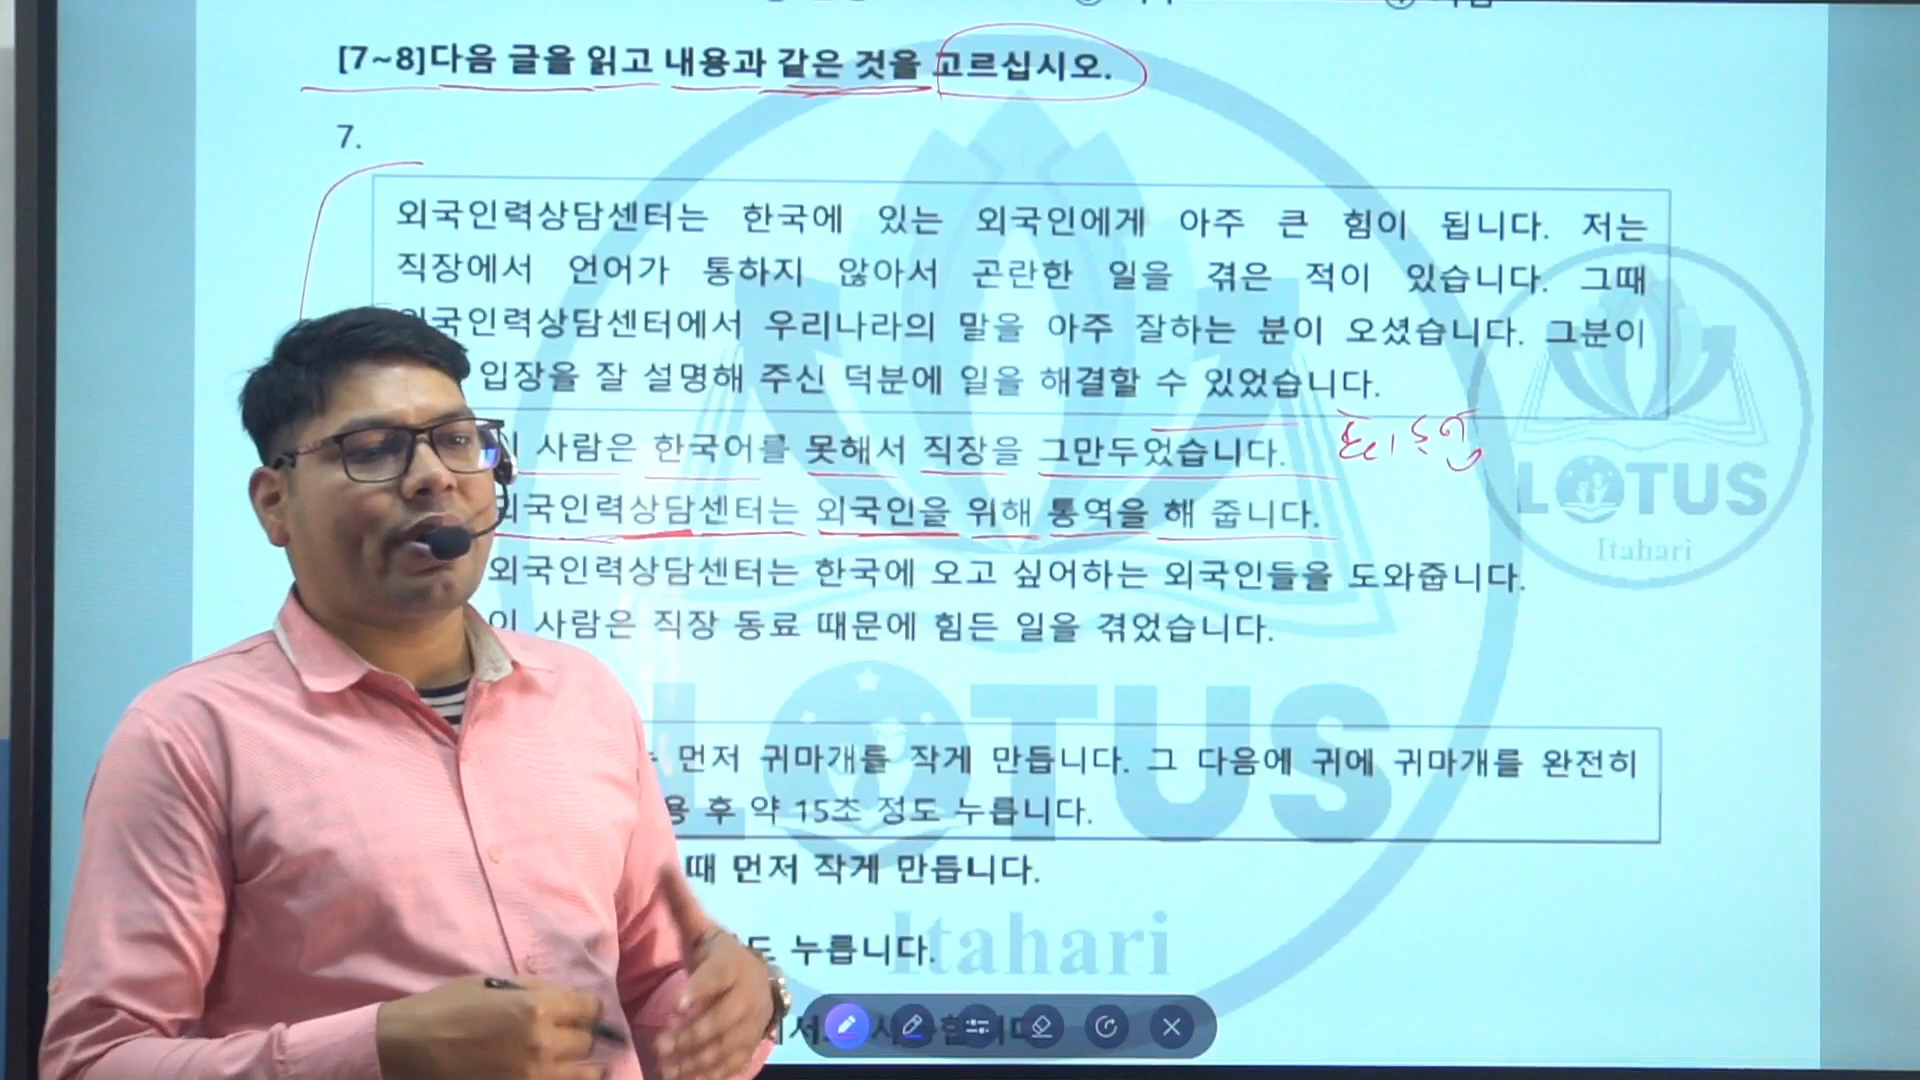 [7~8]다음 글을 읽고 내용과 같은 것을 고르십시오.
7.
외국인력상담센터는 한국에 있는 외국인에게 아주 큰 힘이 됩니다. 저는
직장에서 언어가 통하지 않아서 곤란한 일을 겪은 적이 있습니다. 그때
외국인력상담센터에서 우리나라의 말을 아주 잘하는 분이 오셨습니다. 그분이
입장을 잘 설명해 주신 덕분에 일을 해결할 수 있었습니다.
사람은 한국어를 못해서 직장을 그만두었습니다.
외국인력상담센터는 외국인을 위해 통역을 해 줍니다.
외국인력상담센터는 한국에 오고 싶어하는 외국인들을 도와줍니다.
이 사람은 직장 동료 때문에 힘든 일을 겪었습니다.
먼저 귀마개를 작게 만듭니다. 그 다음에 귀에 귀마개를 완전히
후 약 15초 정도 누릅니다.
때 먼저 작게 만듭니다.
누릅니다.
LOTUS
Itahari
LOTUS
Itahari